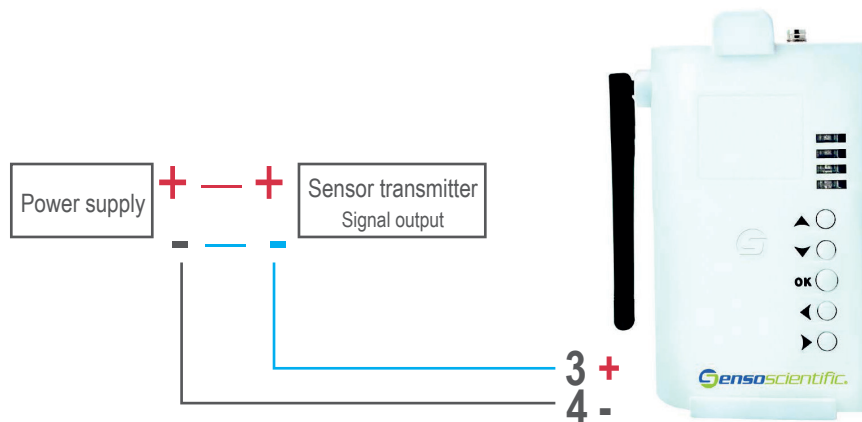 + — +
Power supply
Sensor transmitter
Signal output
- — -
OK
3 +
4 -
Sensoscientific.